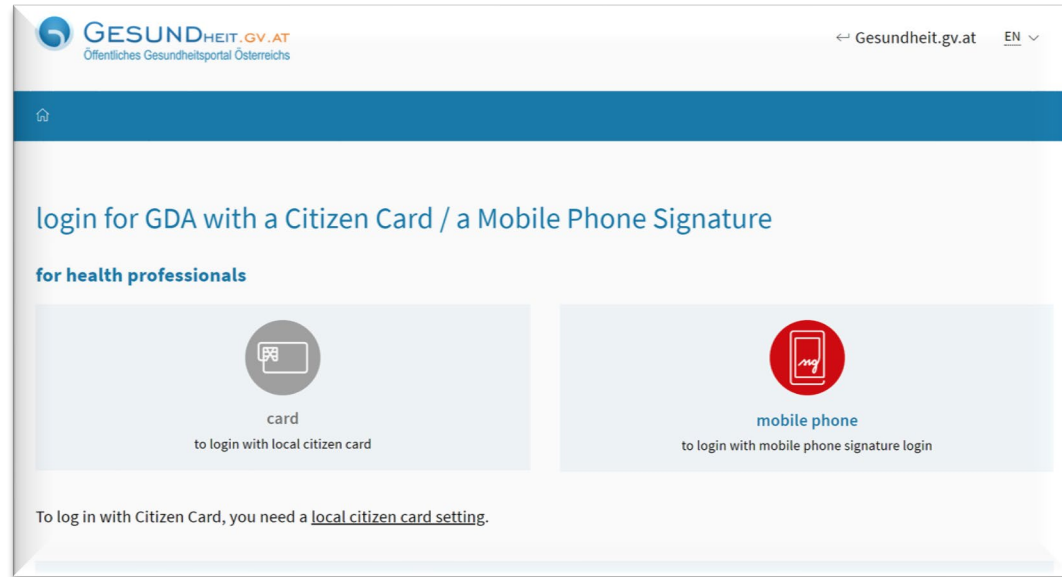 GESUNDHEIT.GV.AT
Öffentliches Gesundheitsportal Österreichs
← Gesundheit.gv.at EN
login for GDA with a Citizen Card / a Mobile Phone Signature
for health professionals
card
to login with local citizen card
mobile phone
to login with mobile phone signature login
To log in with Citizen Card, you need a local citizen card setting.